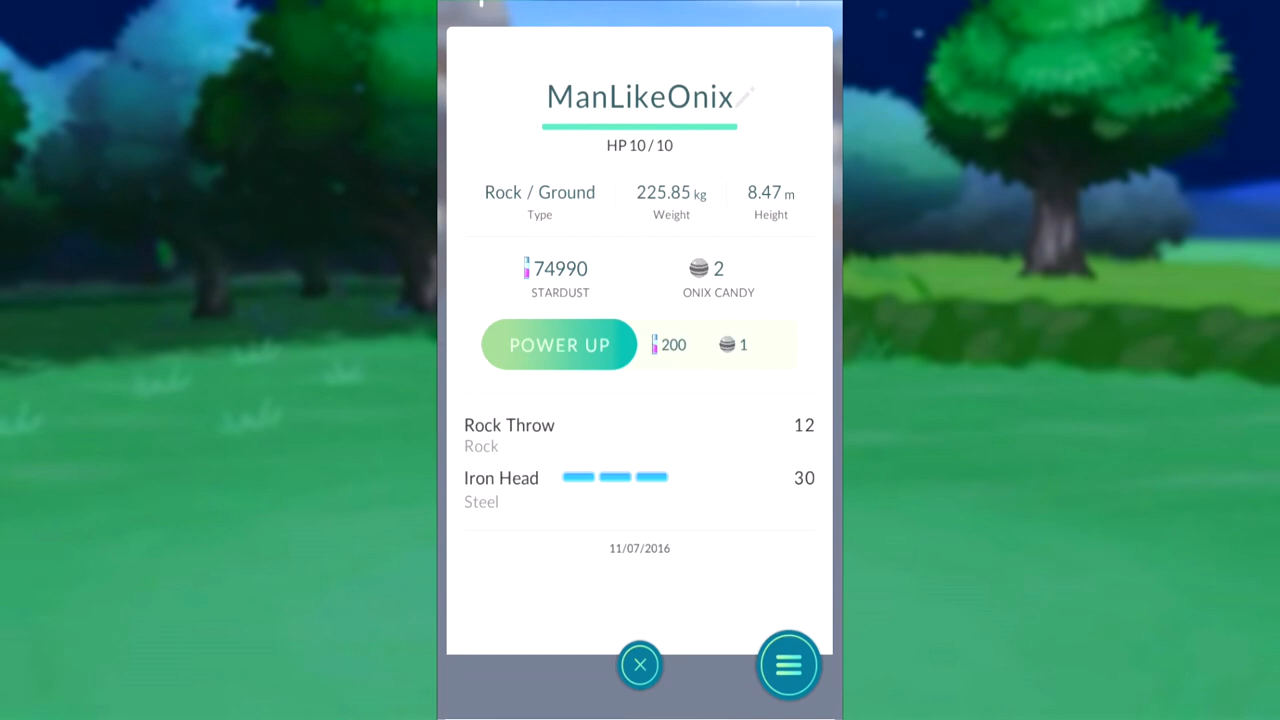 ManLikeOnix
HP 10 / 10
Rock / Ground 225.85 kg 8.47 m
Type Weight Height
74990 2
STARDUST ONIX CANDY
POWER UP 200 1
Rock Throw 12
Rock
Iron Head 30
Steel
11/07/2016